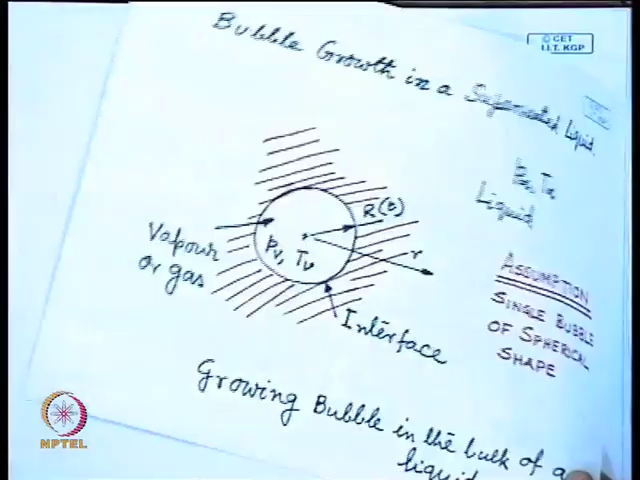 © CET
I.I.T. KGP
Bubble Growth in a Superheated Liquid.
Liquid
R(t)
r
Vapour
or gas
pv, Tv
Interface
ASSUMPTION
SINGLE BUBBLE
OF SPHERICAL
SHAPE
Growing Bubble in the bulk of a
liquid
NPTEL